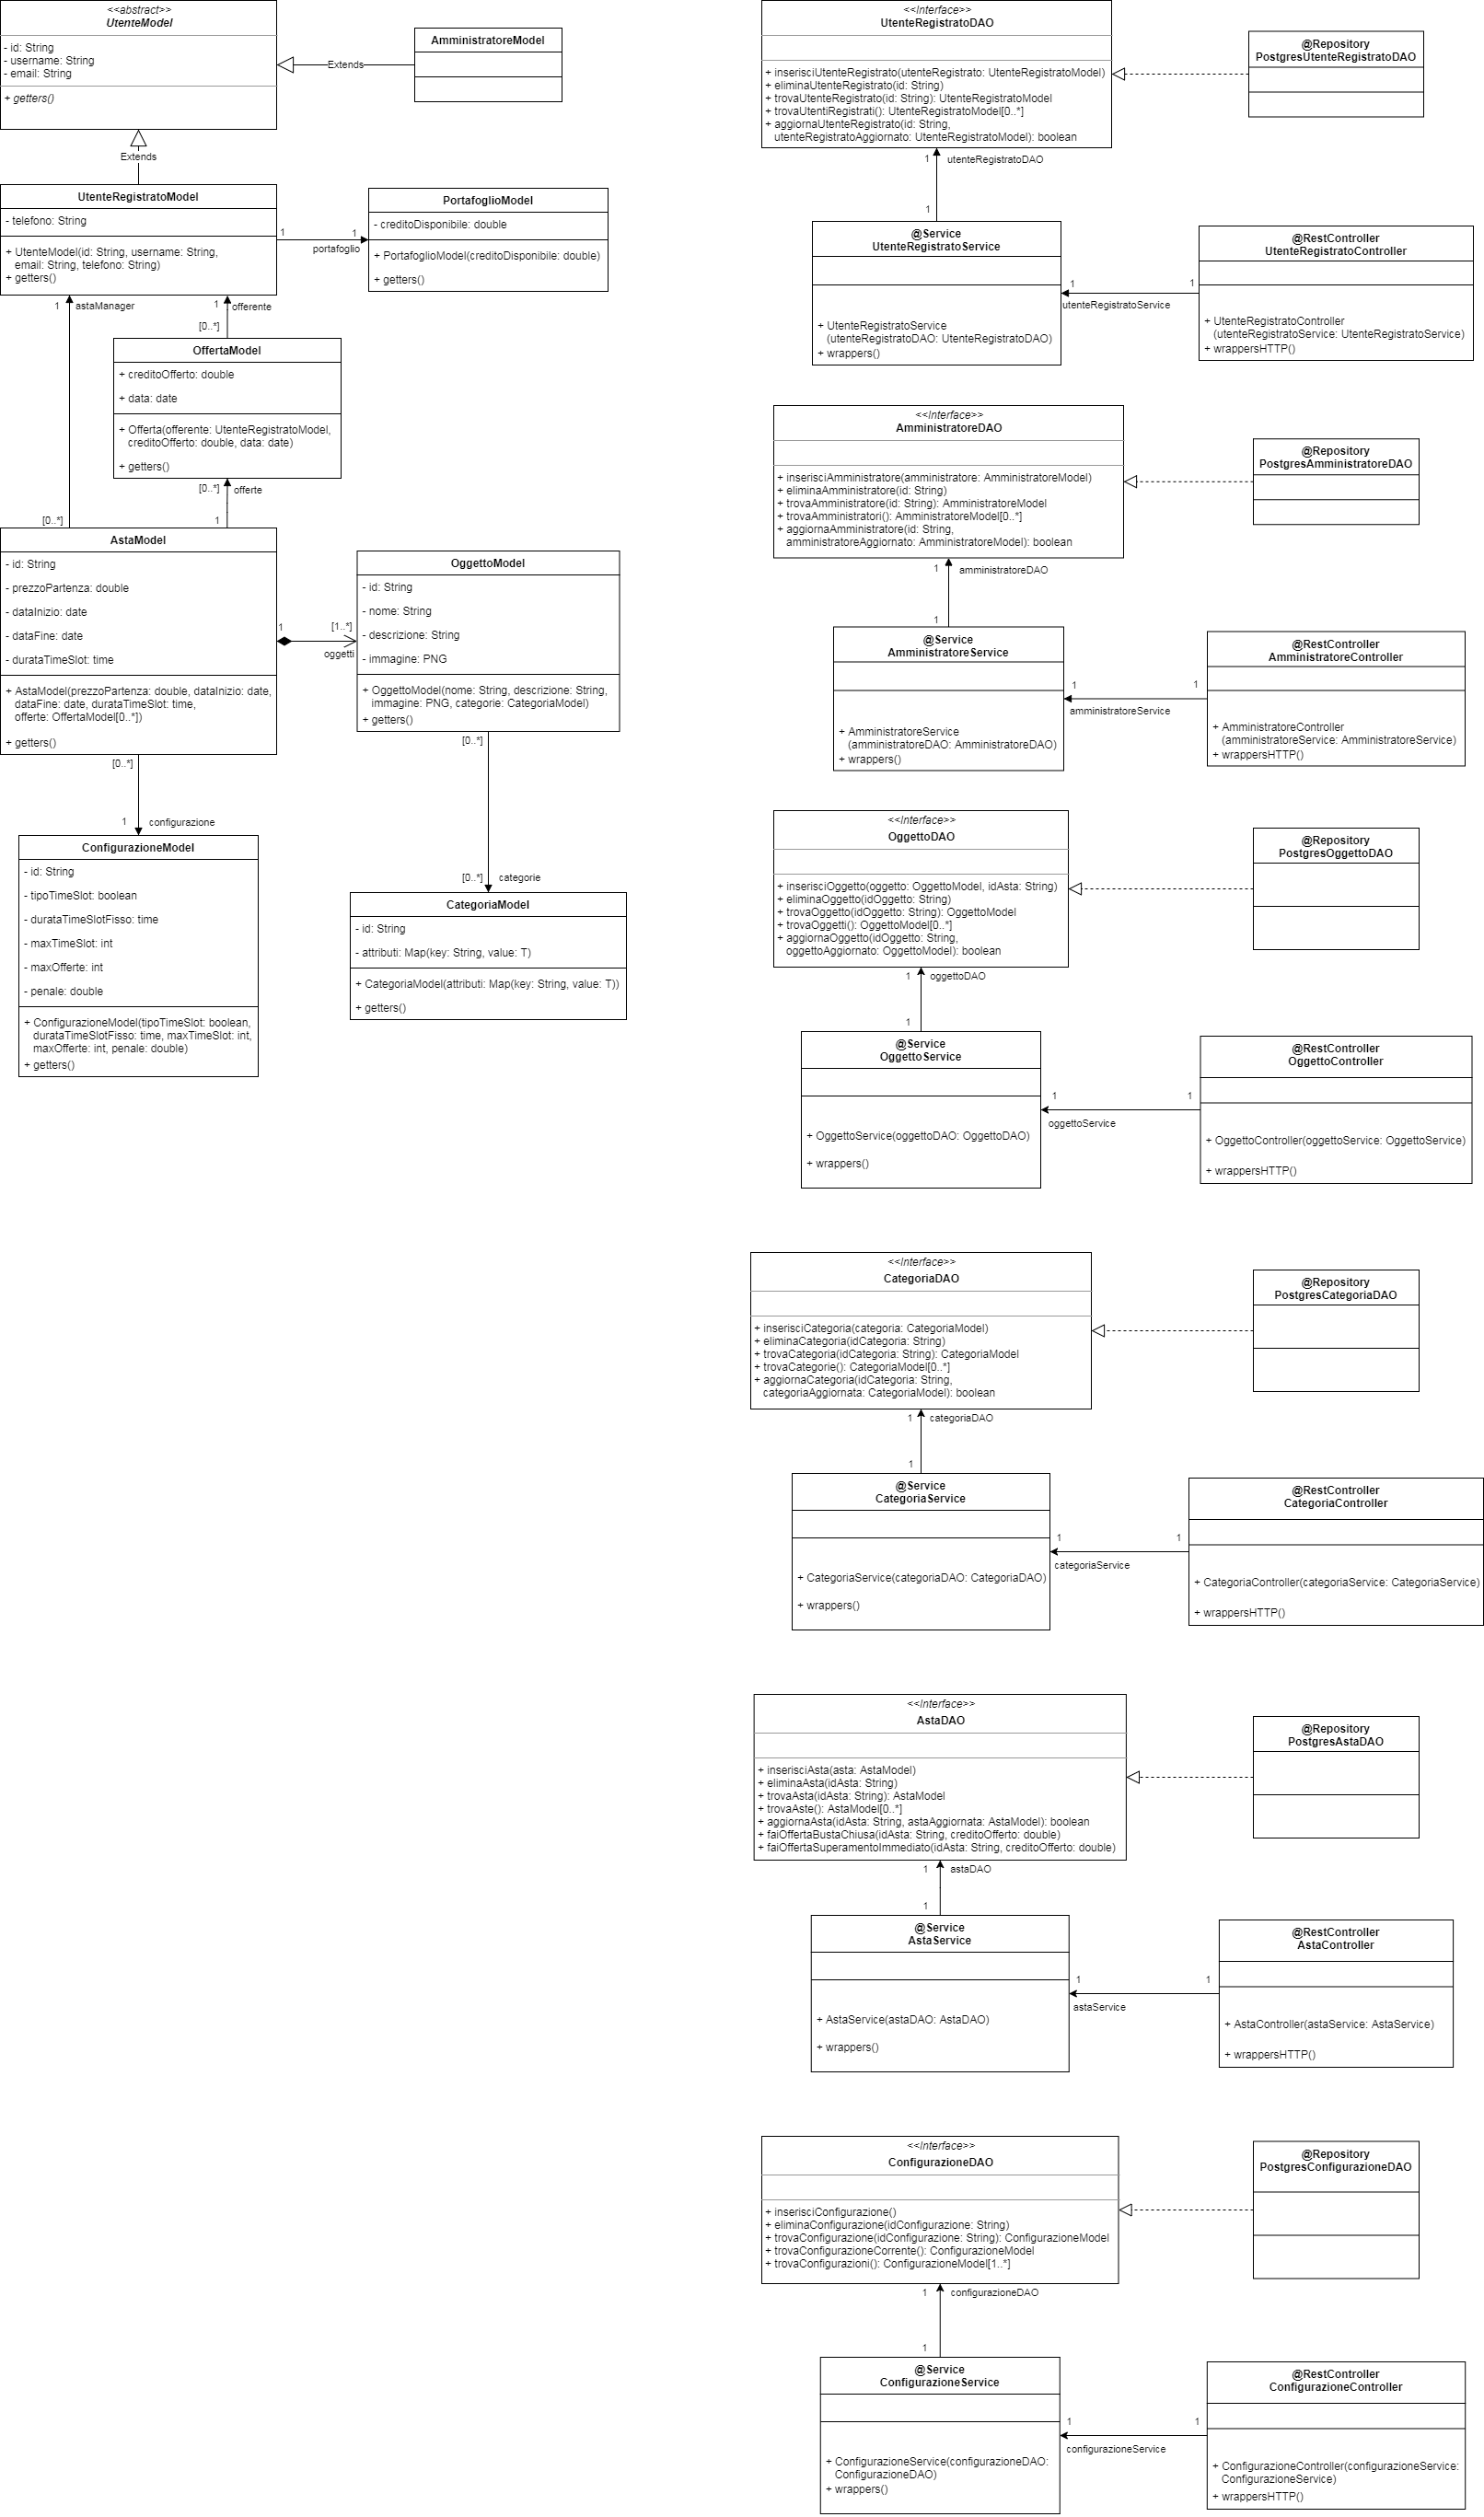 <<abstract>>
UtenteModel
- id: String
- username: String
- email: String
+ getters()
Extends
AmministratoreModel
Extends
UtenteRegistratoModel
- telefono: String
+ UtenteModel(id: String, username: String,
email: String, telefono: String)
+ getters()
1
1
portafoglio
PortafoglioModel
- creditoDisponibile: double
+ PortafoglioModel(creditoDisponibile: double)
+ getters()
1
astaManager
1
offerente
[0..*]
OffertaModel
+ creditoOfferto: double
+ data: date
+ Offerta(offerente: UtenteRegistratoModel,
creditoOfferto: double, data: date)
+ getters()
[0..*]
offerte
[0..*]
1
AstaModel
- id: String
- prezzoPartenza: double
- dataInizio: date
- dataFine: date
- durataTimeSlot: time
+ AstaModel(prezzoPartenza: double, dataInizio: date,
dataFine: date, durataTimeSlot: time,
offerte: OffertaModel[0..*])
+ getters()
1
[1..*]
oggetti
OggettoModel
- id: String
- nome: String
- descrizione: String
- immagine: PNG
+ OggettoModel(nome: String, descrizione: String,
immagine: PNG, categorie: CategoriaModel)
+ getters()
[0..*]
[0..*]
1
configurazione
ConfigurazioneModel
- id: String
- tipoTimeSlot: boolean
- durataTimeSlotFisso: time
- maxTimeSlot: int
- maxOfferte: int
- penale: double
+ ConfigurazioneModel(tipoTimeSlot: boolean,
durataTimeSlotFisso: time, maxTimeSlot: int,
maxOfferte: int, penale: double)
+ getters()
[0..*]
categorie
CategoriaModel
- id: String
- attributi: Map(key: String, value: T)
+ CategoriaModel(attributi: Map(key: String, value: T))
+ getters()
<<Interface>>
UtenteRegistratoDAO
+ inserisciUtenteRegistrato(utenteRegistrato: UtenteRegistratoModel)
+ eliminaUtenteRegistrato(id: String)
+ trovaUtenteRegistrato(id: String): UtenteRegistratoModel
+ trovaUtentiRegistrati(): UtenteRegistratoModel[0..*]
+ aggiornaUtenteRegistrato(id: String,
utenteRegistratoAggiornato: UtenteRegistratoModel): boolean
@Repository
PostgresUtenteRegistratoDAO
1
utenteRegistratoDAO
1
@Service
UtenteRegistratoService
+ UtenteRegistratoService
(utenteRegistratoDAO: UtenteRegistratoDAO)
+ wrappers()
1
1
utenteRegistratoService
@RestController
UtenteRegistratoController
+ UtenteRegistratoController
(utenteRegistratoService: UtenteRegistratoService)
+ wrappersHTTP()
<<Interface>>
AmministratoreDAO
+ inserisciAmministratore(amministratore: AmministratoreModel)
+ eliminaAmministratore(id: String)
+ trovaAmministratore(id: String): AmministratoreModel
+ trovaAmministratori(): AmministratoreModel[0..*]
+ aggiornaAmministratore(id: String,
amministratoreAggiornato: AmministratoreModel): boolean
@Repository
PostgresAmministratoreDAO
1
amministratoreDAO
1
@Service
AmministratoreService
+ AmministratoreService
(amministratoreDAO: AmministratoreDAO)
+ wrappers()
1
1
amministratoreService
@RestController
AmministratoreController
+ AmministratoreController
(amministratoreService: AmministratoreService)
+ wrappersHTTP()
<<Interface>>
OggettoDAO
+ inserisciOggetto(oggetto: OggettoModel, idAsta: String)
+ eliminaOggetto(idOggetto: String)
+ trovaOggetto(idOggetto: String): OggettoModel
+ trovaOggetti(): OggettoModel[0..*]
+ aggiornaOggetto(idOggetto: String,
oggettoAggiornato: OggettoModel): boolean
@Repository
PostgresOggettoDAO
1
oggettoDAO
1
@Service
OggettoService
+ OggettoService(oggettoDAO: OggettoDAO)
+ wrappers()
1
1
oggettoService
@RestController
OggettoController
+ OggettoController(oggettoService: OggettoService)
+ wrappersHTTP()
<<Interface>>
CategoriaDAO
+ inserisciCategoria(categoria: CategoriaModel)
+ eliminaCategoria(idCategoria: String)
+ trovaCategoria(idCategoria: String): CategoriaModel
+ trovaCategorie(): CategoriaModel[0..*]
+ aggiornaCategoria(idCategoria: String,
categoriaAggiornata: CategoriaModel): boolean
@Repository
PostgresCategoriaDAO
1
categoriaDAO
1
@Service
CategoriaService
+ CategoriaService(categoriaDAO: CategoriaDAO)
+ wrappers()
1
1
categoriaService
@RestController
CategoriaController
+ CategoriaController(categoriaService: CategoriaService)
+ wrappersHTTP()
<<Interface>>
AstaDAO
+ inserisciAsta(asta: AstaModel)
+ eliminaAsta(idAsta: String)
+ trovaAsta(idAsta: String): AstaModel
+ trovaAste(): AstaModel[0..*]
+ aggiornaAsta(idAsta: String, astaAggiornata: AstaModel): boolean
+ faiOffertaBustaChiusa(idAsta: String, creditoOfferto: double)
+ faiOffertaSuperamentoImmediato(idAsta: String, creditoOfferto: double)
@Repository
PostgresAstaDAO
1
astaDAO
1
@Service
AstaService
+ AstaService(astaDAO: AstaDAO)
+ wrappers()
1
1
astaService
@RestController
AstaController
+ AstaController(astaService: AstaService)
+ wrappersHTTP()
<<Interface>>
ConfigurazioneDAO
+ inserisciConfigurazione()
+ eliminaConfigurazione(idConfigurazione: String)
+ trovaConfigurazione(idConfigurazione: String): ConfigurazioneModel
+ trovaConfigurazioneCorrente(): ConfigurazioneModel
+ trovaConfigurazioni(): ConfigurazioneModel[1..*]
@Repository
PostgresConfigurazioneDAO
1
configurazioneDAO
1
@Service
ConfigurazioneService
+ ConfigurazioneService(configurazioneDAO:
ConfigurazioneDAO)
+ wrappers()
1
1
configurazioneService
@RestController
ConfigurazioneController
+ ConfigurazioneController(configurazioneService:
ConfigurazioneService)
+ wrappersHTTP()